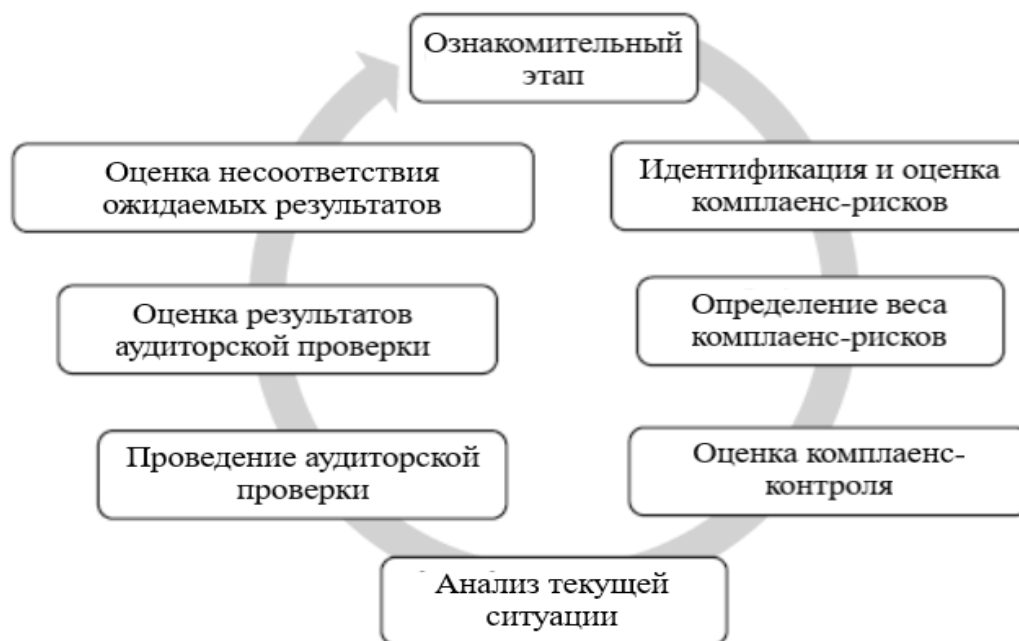 Ознакомительный
этап
Идентификация и оценка
комплаенс-рисков
Определение веса
комплаенс-рисков
Оценка комплаенс-
контроля
Анализ текущей
ситуации
Проведение аудиторской
проверки
Оценка результатов
аудиторской проверки
Оценка несоответствия
ожидаемых результатов